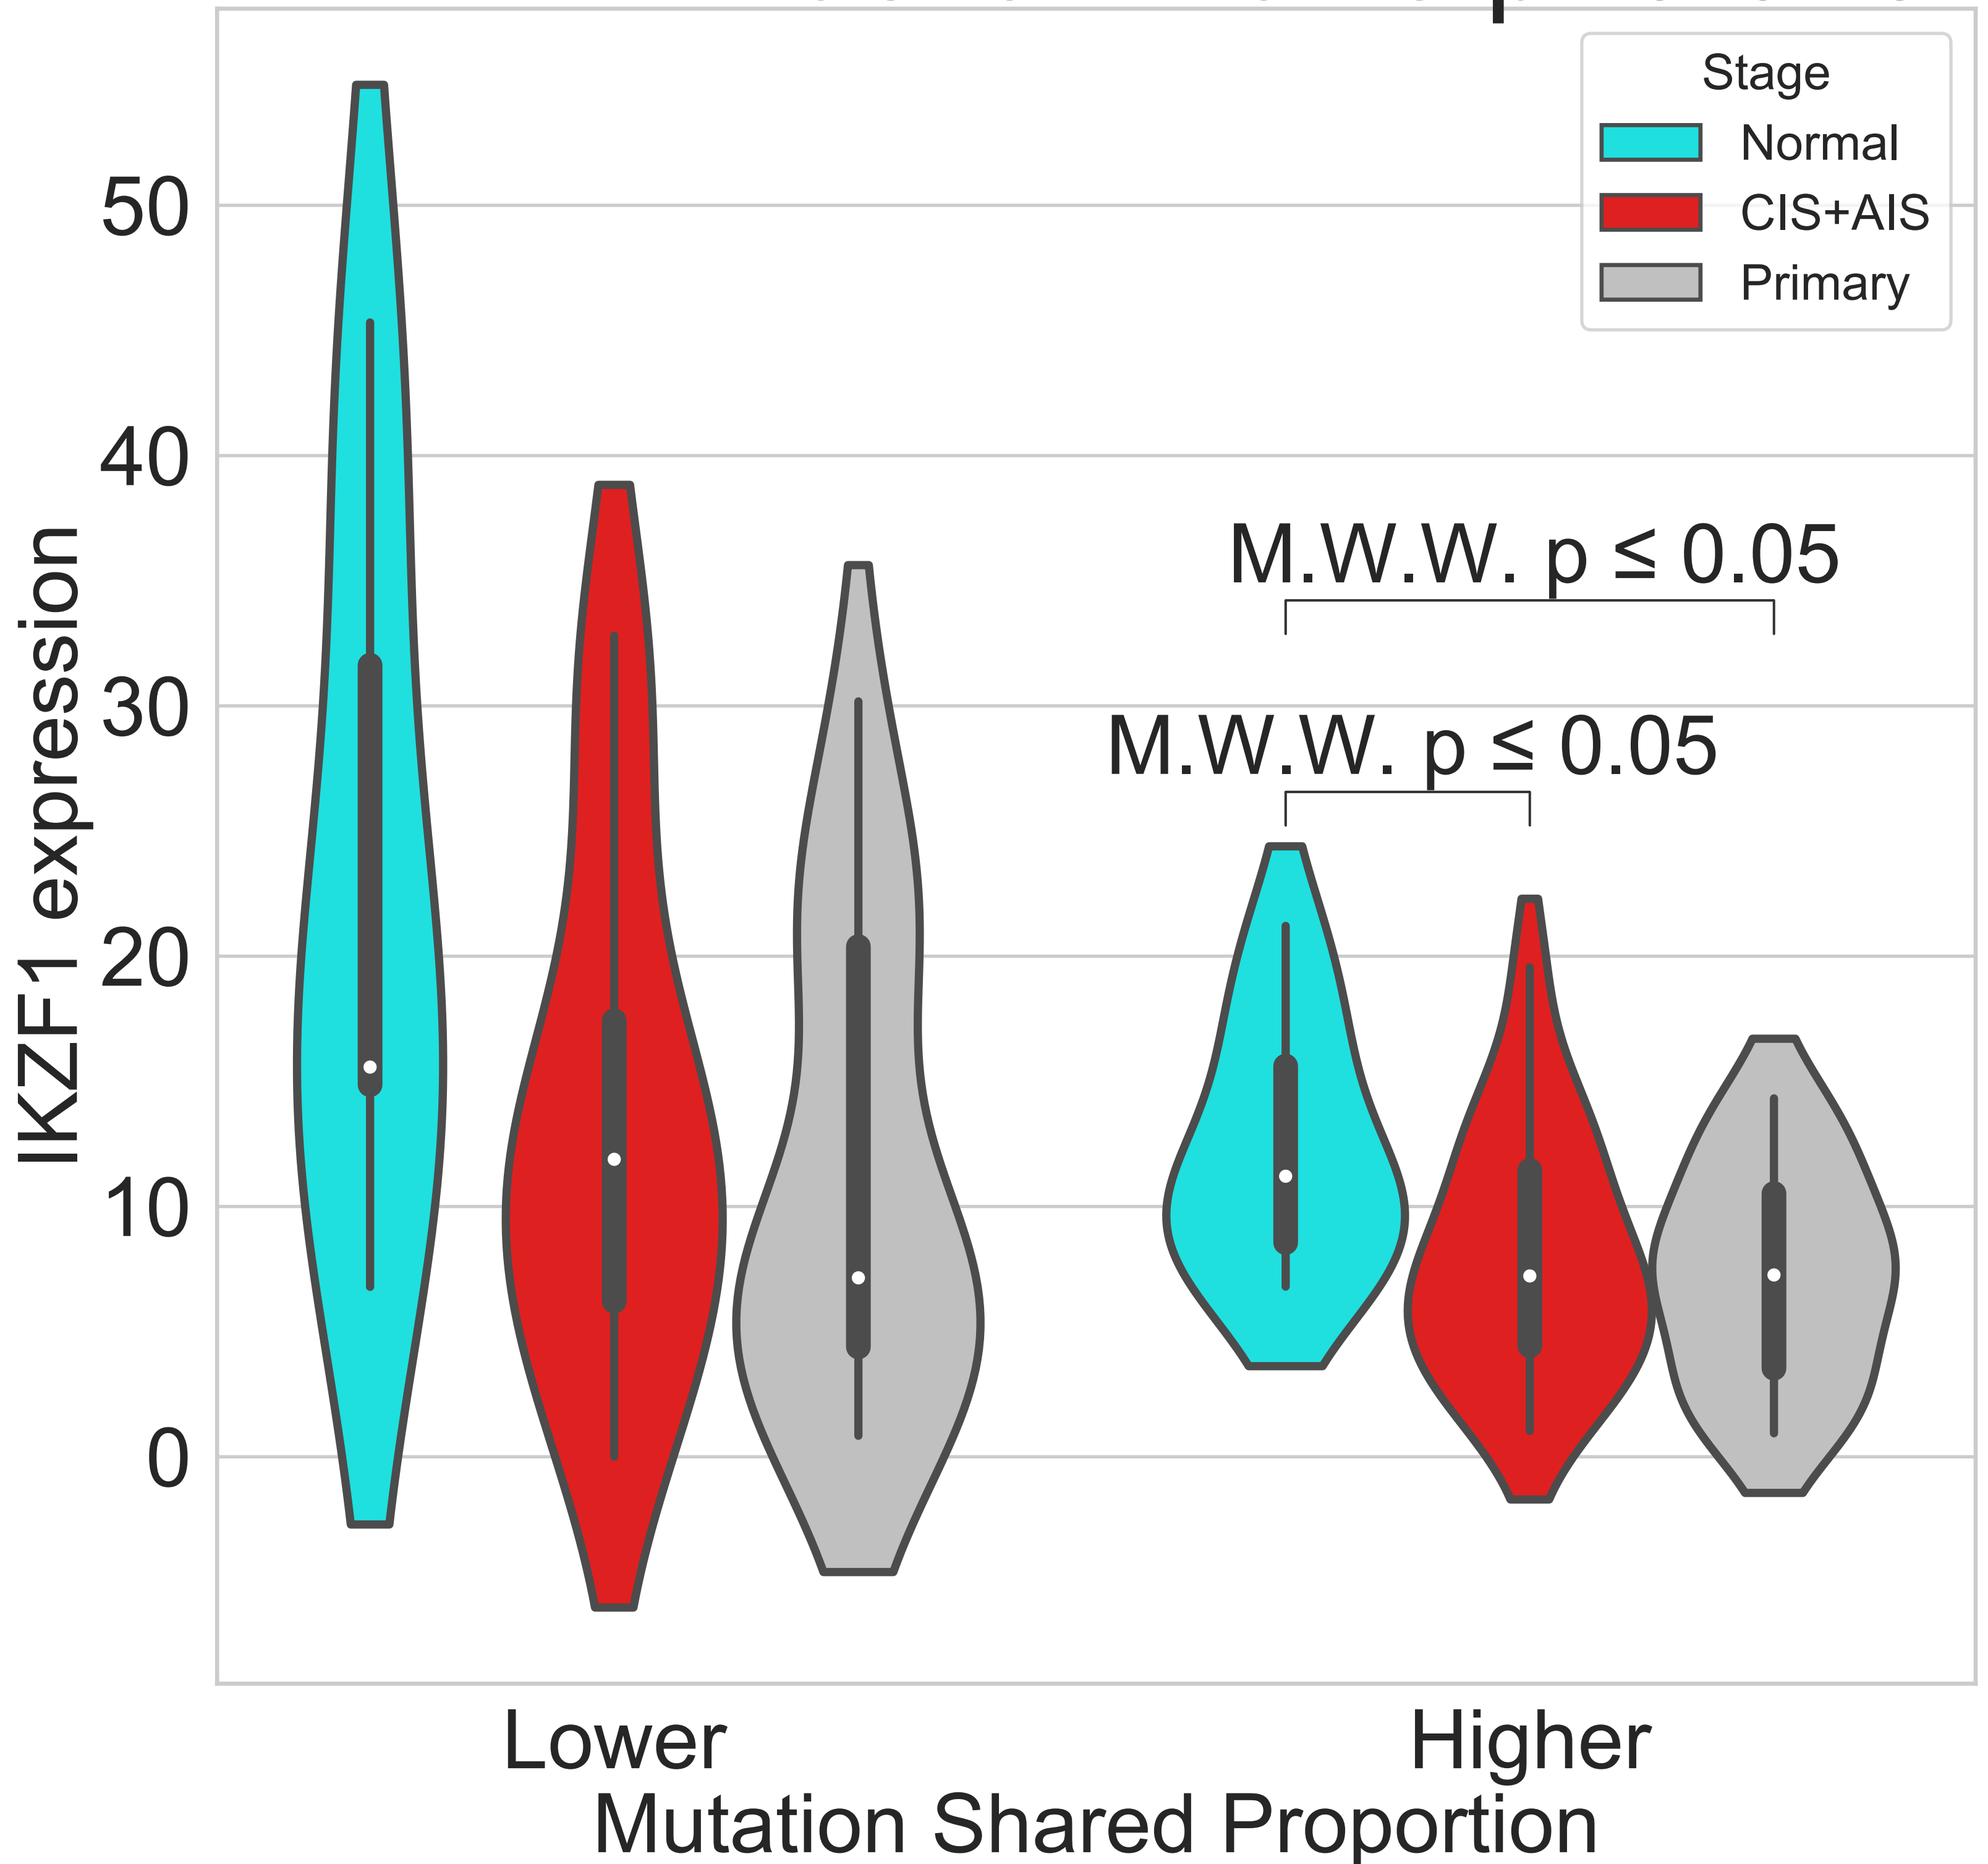 Stage
Normal
CIS+AIS
Primary
50
40
30
20
10
0
IKZF1 expression
M.W.W. p ≤ 0.05
M.W.W. p ≤ 0.05
Lower
Higher
Mutation Shared Proportion